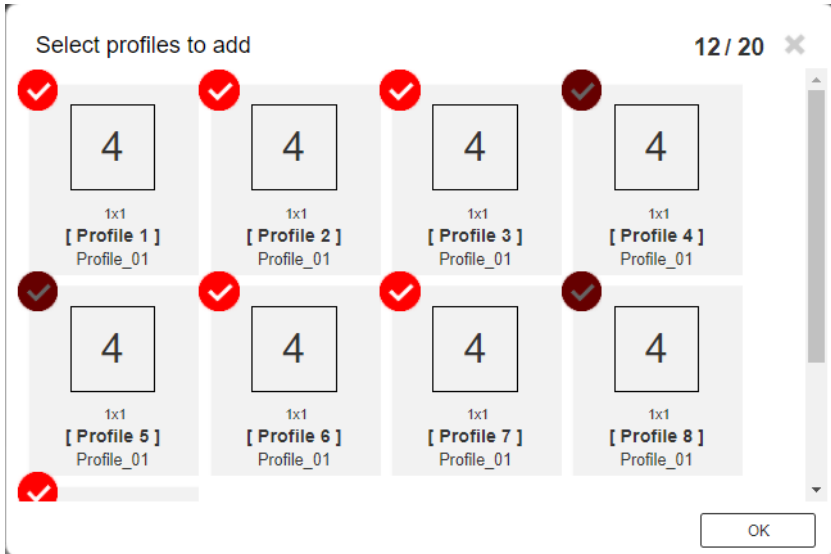 Select profiles to add 12 / 20
4 4 4 4
1x1 1x1 1x1 1x1
[ Profile 1 ] [ Profile 2 ] [ Profile 3 ] [ Profile 4 ]
Profile_01 Profile_01 Profile_01 Profile_01
4 4 4 4
1x1 1x1 1x1 1x1
[ Profile 5 ] [ Profile 6 ] [ Profile 7 ] [ Profile 8 ]
Profile_01 Profile_01 Profile_01 Profile_01
OK